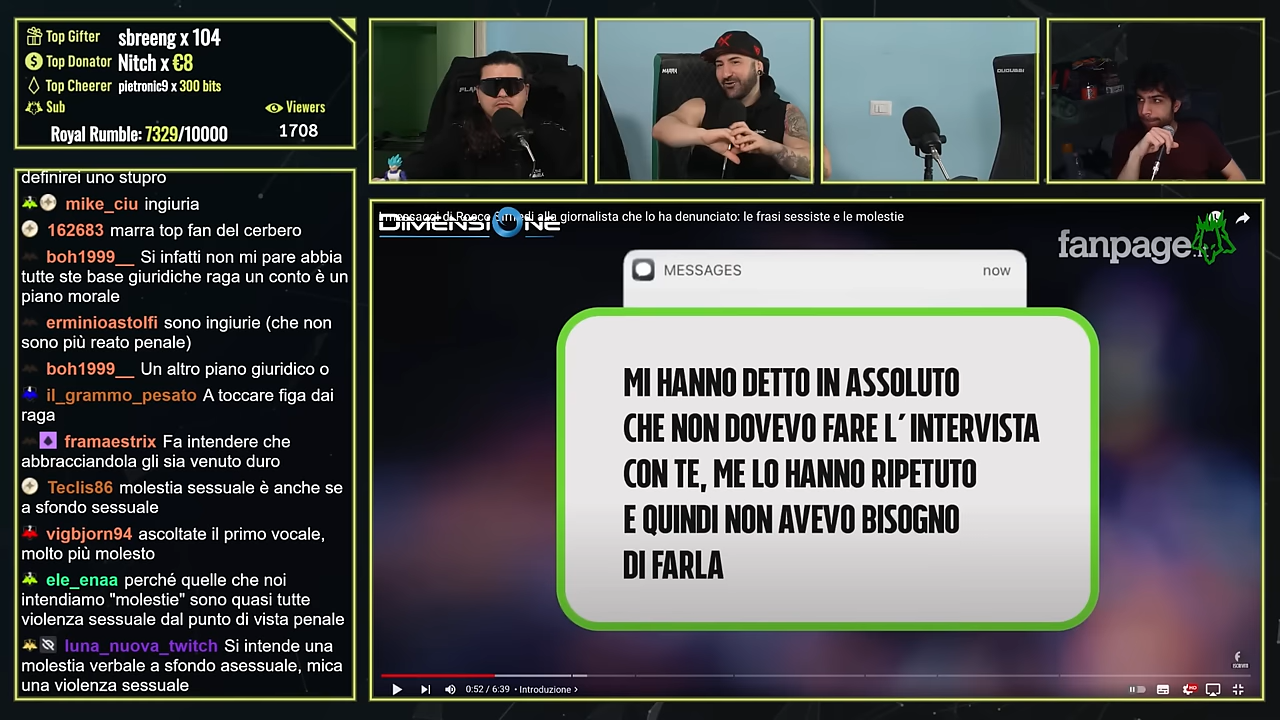 Top Gifter sbreeng x 104
Top Donator Nitch x €8
Top Cheerer pietronic9 x 300 bits
Sub
Viewers
Royal Rumble: 7329/10000
1708
definirei uno stupro
mike_ciu ingiuria
162683 marra top fan del cerbero
boh1999__ Si infatti non mi pare abbia
tutte ste base giuridiche raga un conto è un
piano morale
erminioastolfi sono ingiurie (che non
sono più reato penale)
boh1999__ Un altro piano giuridico o
il_grammo_pesato A toccare figa dai
raga
framaestrix Fa intendere che
abbracciandola gli sia venuto duro
Teclis86 molestia sessuale è anche se
a sfondo sessuale
vigbjorn94 ascoltate il primo vocale,
molto più molesto
ele_enaa perché quelle che noi
intendiamo "molestie" sono quasi tutte
violenza sessuale dal punto di vista penale
luna_nuova_twitch Si intende una
molestia verbale a sfondo asessuale, mica
una violenza sessuale
MARRA
DUGUSSI
I messaggi di Rocco Siffredi alla giornalista che lo ha denunciato: le frasi sessiste e le molestie
DIMENSIONE
fanpage
MESSAGES
now
MI HANNO DETTO IN ASSOLUTO
CHE NON DOVEVO FARE L´ INTERVISTA
CON TE, ME LO HANNO RIPETUTO
E QUINDI NON AVEVO BISOGNO
DI FARLA
0:52 / 6:39 • Introduzione
HD